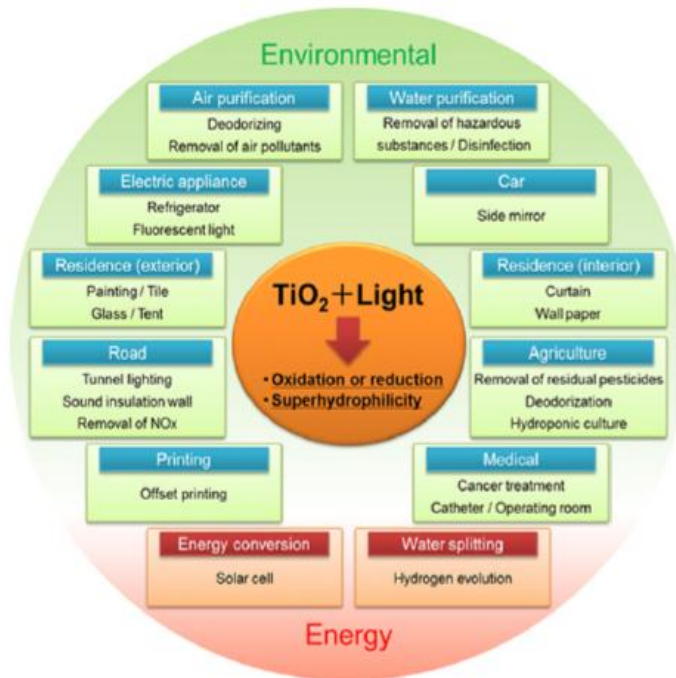 Environmental
Air purification
Deodorizing
Removal of air pollutants
Water purification
Removal of hazardous
substances / Disinfection
Electric appliance
Refrigerator
Fluorescent light
Car
Side mirror
Residence (exterior)
Painting / Tile
Glass / Tent
TiO₂+Light
• Oxidation or reduction
• Superhydrophilicity
Residence (interior)
Curtain
Wall paper
Road
Tunnel lighting
Sound insulation wall
Removal of NOx
Agriculture
Removal of residual pesticides
Deodorization
Hydroponic culture
Printing
Offset printing
Medical
Cancer treatment
Catheter / Operating room
Energy conversion
Solar cell
Water splitting
Hydrogen evolution
Energy